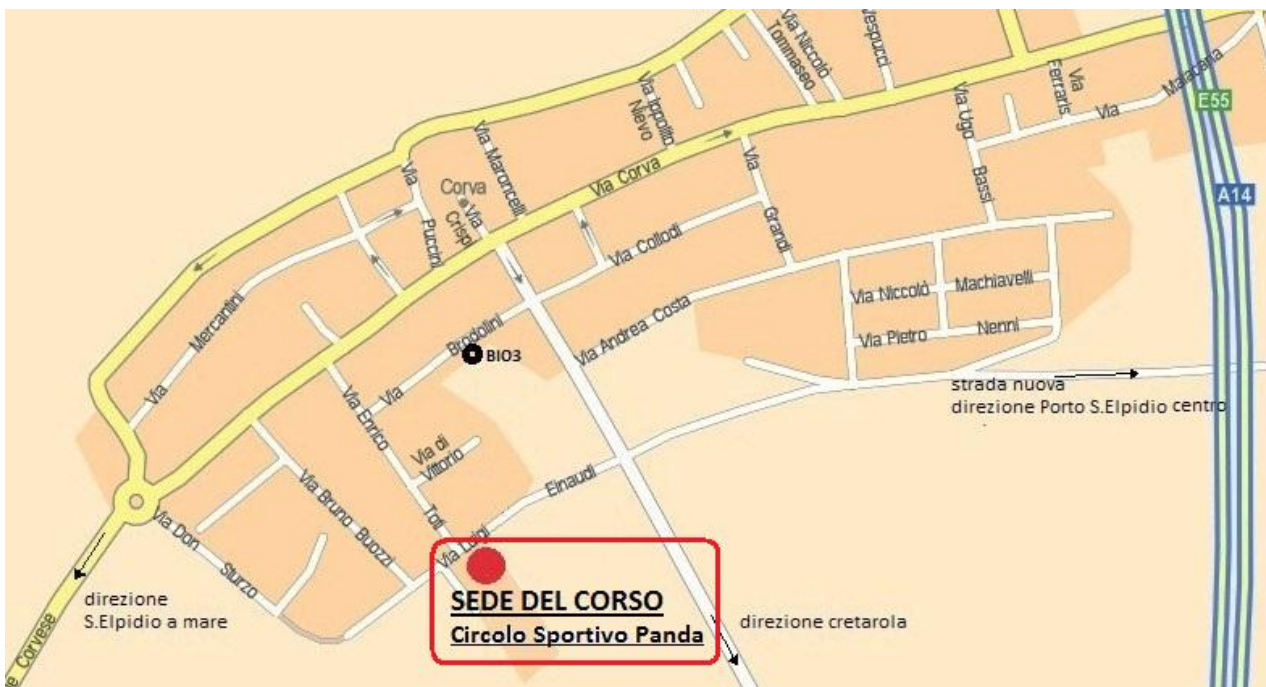 Via Niccolò
Tommaseo
Vespucci
Via
Ferraris
Via Malacana
E55
Via Ippolito
Nievo
Via Ugo
Bassi
Via Maroncelli
Via Corva
Via
Puccini
Corva
Via
Crispi
Via
Grandi
A14
Via Collodi
Via Mercantini
Via Niccolò Machiavelli
Via Andrea Costa
Via Pietro Nenni
Via Brodolini
BIO3
strada nuova
direzione Porto S.Elpidio centro
Via Enrico Toti
Via di
Vittorio
Via Bruno Buozzi
Via Luigi Einaudi
Via Don Sturzo
SEDE DEL CORSO
Circolo Sportivo Panda
direzione
S.Elpidio a mare
direzione cretarola
e Corvese